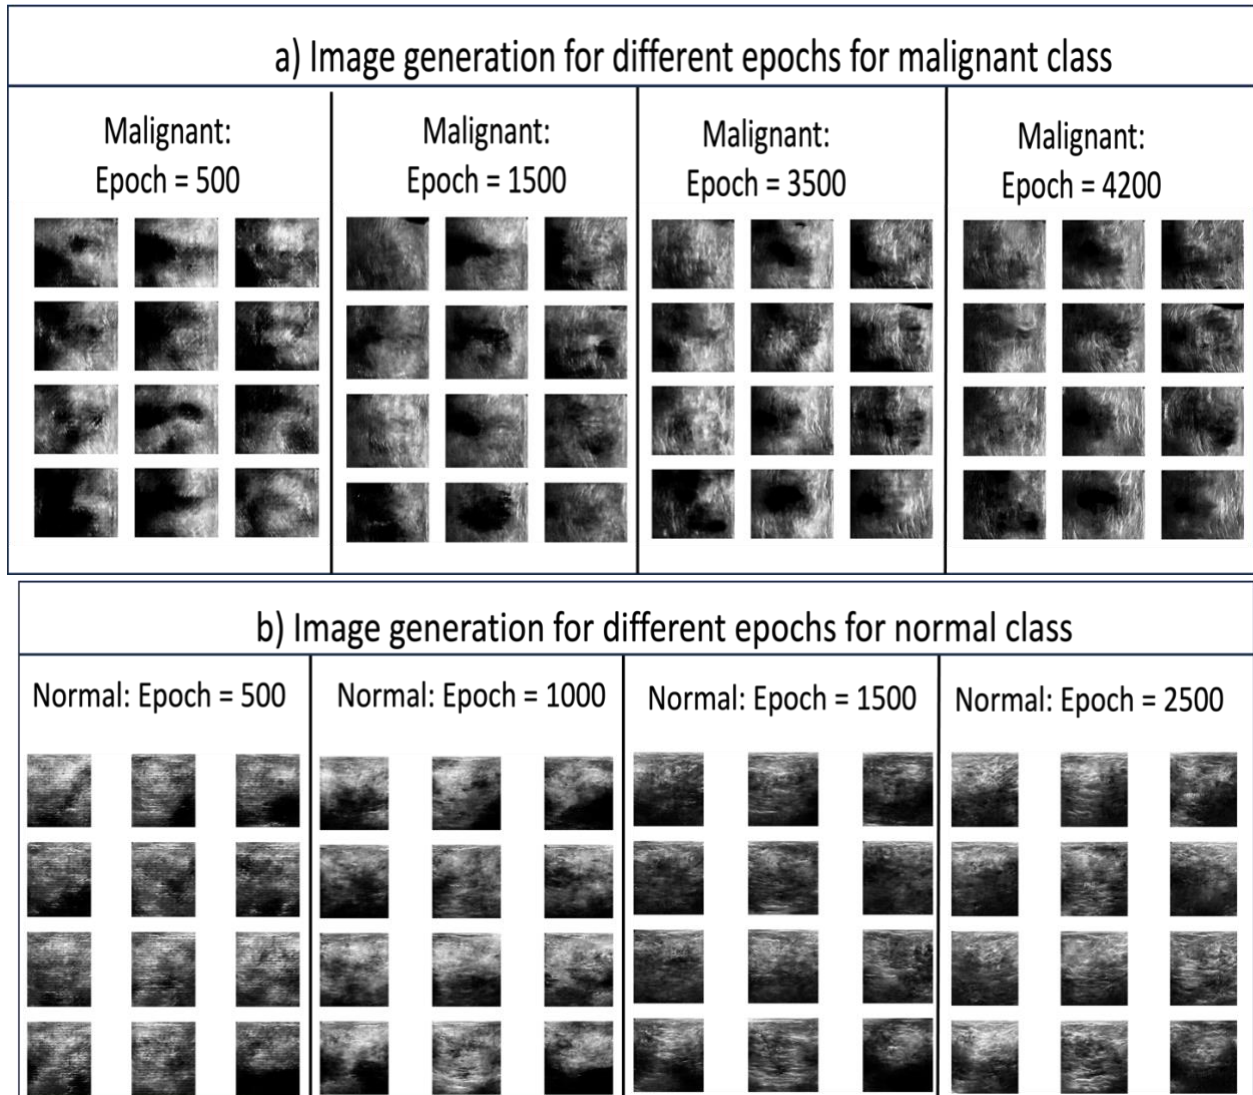 a) Image generation for different epochs for malignant class
Malignant:
Epoch = 500
Malignant:
Epoch = 1500
Malignant:
Epoch = 3500
Malignant:
Epoch = 4200
b) Image generation for different epochs for normal class
Normal: Epoch = 500
Normal: Epoch = 1000
Normal: Epoch = 1500
Normal: Epoch = 2500